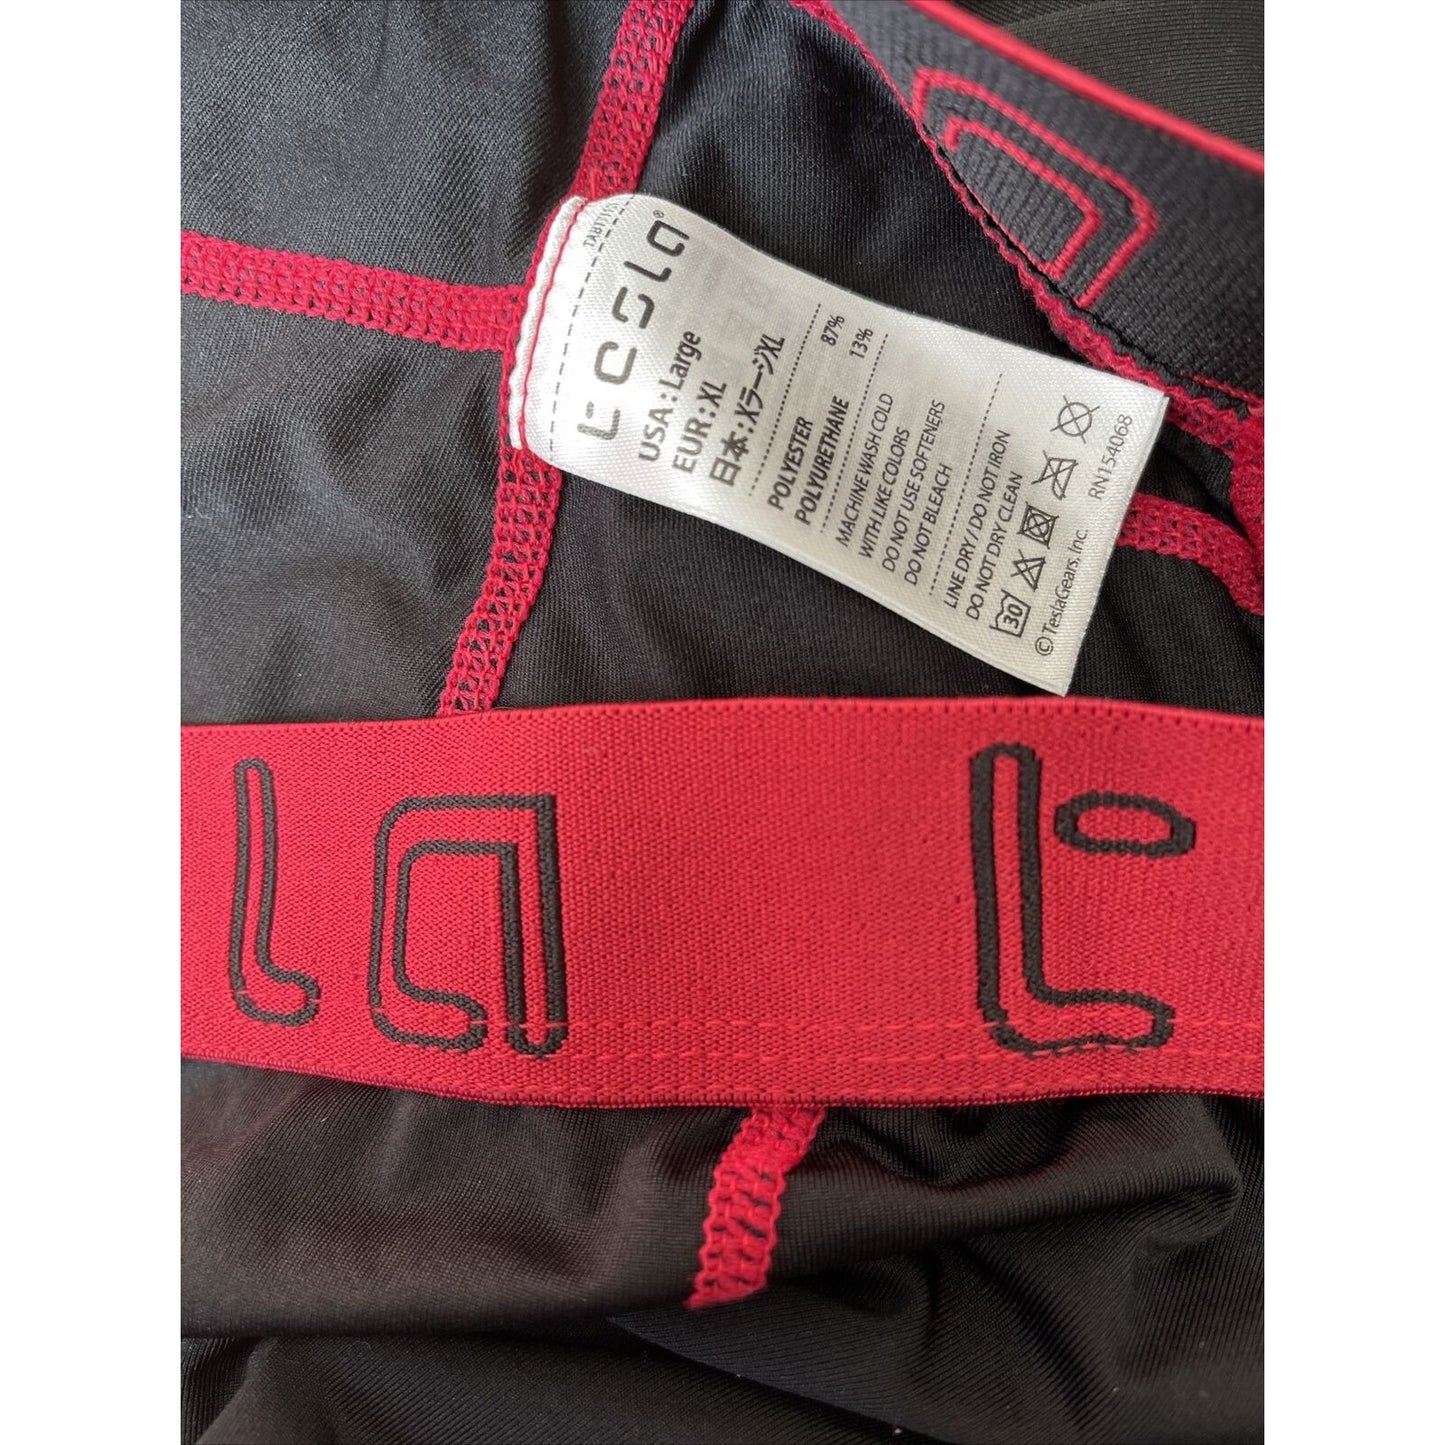 TESLA®
USA : Large
EUR : XL
日本 : XラージXL
POLYESTER 87%
POLYURETHANE 13%
MACHINE WASH COLD
WITH LIKE COLORS
DO NOT USE SOFTENERS
DO NOT BLEACH
LINE DRY / DO NOT IRON
DO NOT DRY CLEAN
30
©TeslaGears, Inc. RN154068